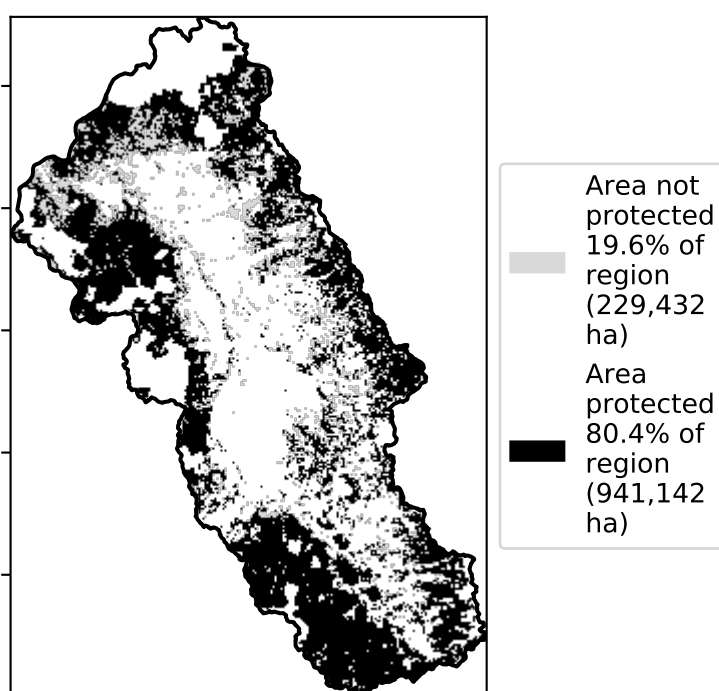 Area not
protected
19.6% of
region
(229,432
ha)
Area
protected
80.4% of
region
(941,142
ha)